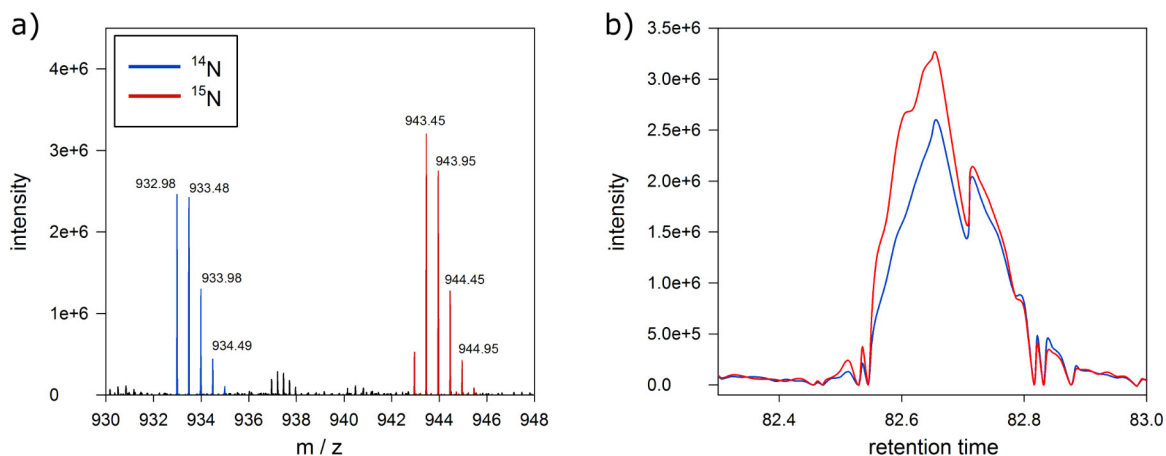 a)
intensity
4e+6
3e+6
2e+6
1e+6
0
¹⁴N
¹⁵N
932.98
933.48
933.98
934.49
943.45
943.95
944.45
944.95
930 932 934 936 938 940 942 944 946 948
m / z
b)
intensity
3.5e+6
3.0e+6
2.5e+6
2.0e+6
1.5e+6
1.0e+6
5.0e+5
0.0
82.4 82.6 82.8 83.0
retention time